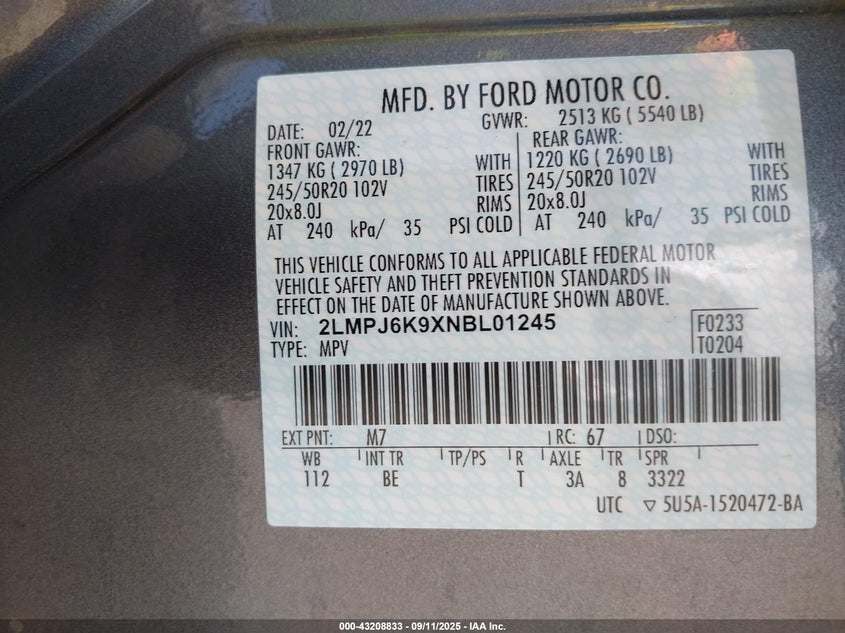 MFD. BY FORD MOTOR CO.
DATE: 02/22 GVWR: 2513 KG ( 5540 LB)
FRONT GAWR: REAR GAWR:
1347 KG ( 2970 LB) WITH 1220 KG ( 2690 LB) WITH
245/50R20 102V TIRES 245/50R20 102V TIRES
20x8.0J RIMS 20x8.0J RIMS
AT 240 kPa/ 35 PSI COLD AT 240 kPa/ 35 PSI COLD
THIS VEHICLE CONFORMS TO ALL APPLICABLE FEDERAL MOTOR
VEHICLE SAFETY AND THEFT PREVENTION STANDARDS IN
EFFECT ON THE DATE OF MANUFACTURE SHOWN ABOVE.
VIN: 2LMPJ6K9XNBL01245 F0233
TYPE: MPV T0204
EXT PNT: M7 RC: 67 DSO:
WB INT TR TP/PS R AXLE TR SPR
112 BE T 3A 8 3322
UTC ▽ 5U5A-1520472-BA
000-43208833 - 09/11/2025 - IAA Inc.